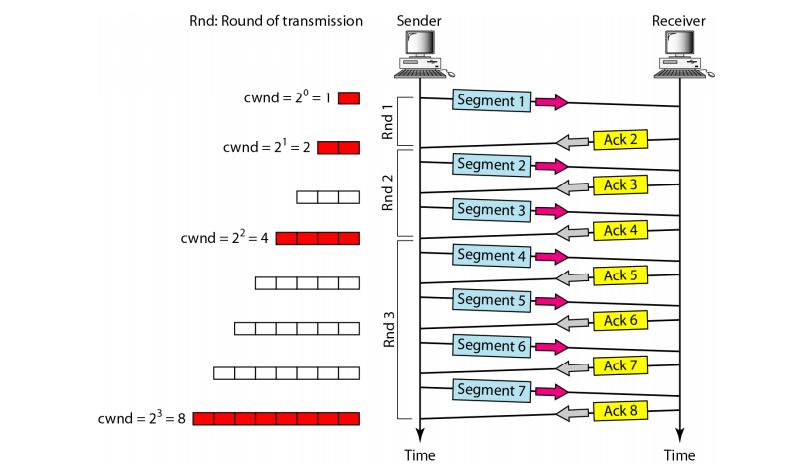 Rnd: Round of transmission
Sender
Receiver
cwnd = 2⁰ = 1
Rnd 1
Segment 1
Ack 2
cwnd = 2¹ = 2
Rnd 2
Segment 2
Ack 3
Segment 3
Ack 4
cwnd = 2² = 4
Rnd 3
Segment 4
Ack 5
Segment 5
Ack 6
Segment 6
Ack 7
Segment 7
Ack 8
cwnd = 2³ = 8
Time
Time